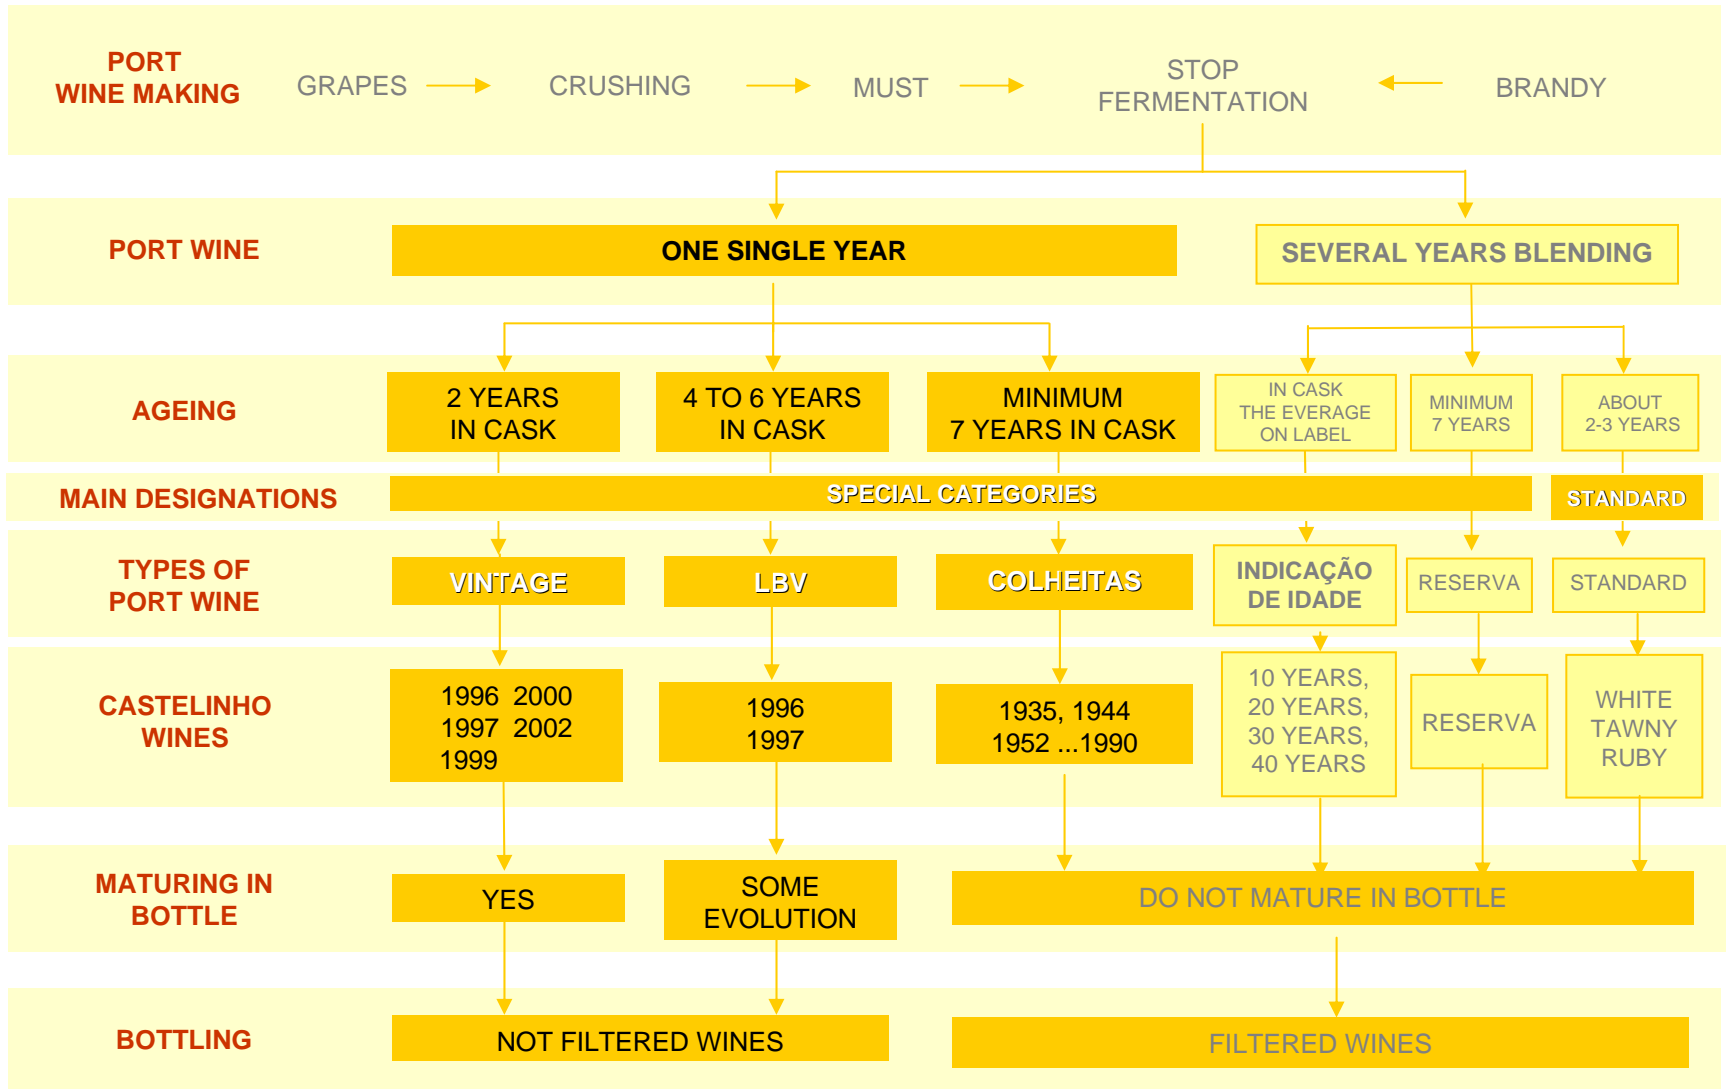 PORT
WINE MAKING
GRAPES
CRUSHING
MUST
STOP
FERMENTATION
BRANDY
PORT WINE
ONE SINGLE YEAR
SEVERAL YEARS BLENDING
AGEING
2 YEARS
IN CASK
4 TO 6 YEARS
IN CASK
MINIMUM
7 YEARS IN CASK
IN CASK
THE EVERAGE
ON LABEL
MINIMUM
7 YEARS
ABOUT
2-3 YEARS
MAIN DESIGNATIONS
SPECIAL CATEGORIES
STANDARD
TYPES OF
PORT WINE
VINTAGE
LBV
COLHEITAS
INDICAÇÃO
DE IDADE
RESERVA
STANDARD
CASTELINHO
WINES
1996 2000
1997 2002
1999
1996
1997
1935, 1944
1952 ...1990
10 YEARS,
20 YEARS,
30 YEARS,
40 YEARS
RESERVA
WHITE
TAWNY
RUBY
MATURING IN
BOTTLE
YES
SOME
EVOLUTION
DO NOT MATURE IN BOTTLE
BOTTLING
NOT FILTERED WINES
FILTERED WINES